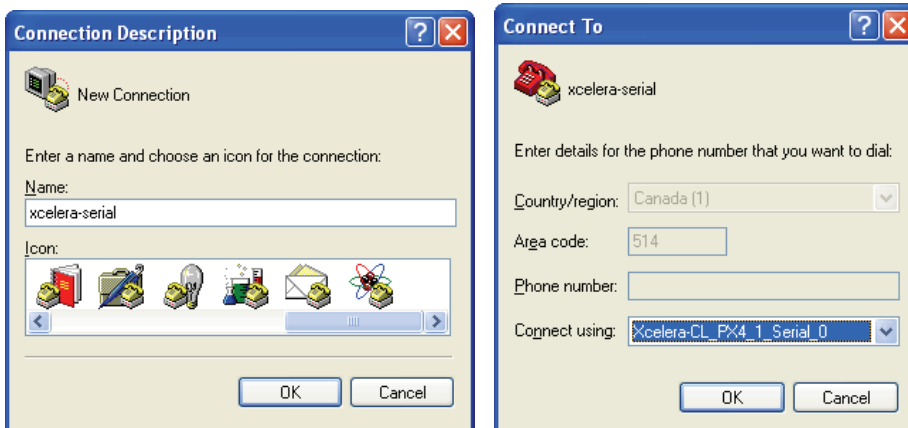 Connection Description
New Connection
Enter a name and choose an icon for the connection:
Name:
xcelera-serial
Icon:
OK
Cancel
Connect To
xcelera-serial
Enter details for the phone number that you want to dial:
Country/region: Canada (1)
Area code: 514
Phone number:
Connect using: Xcelera-CL_PX4_1_Serial_0
OK
Cancel